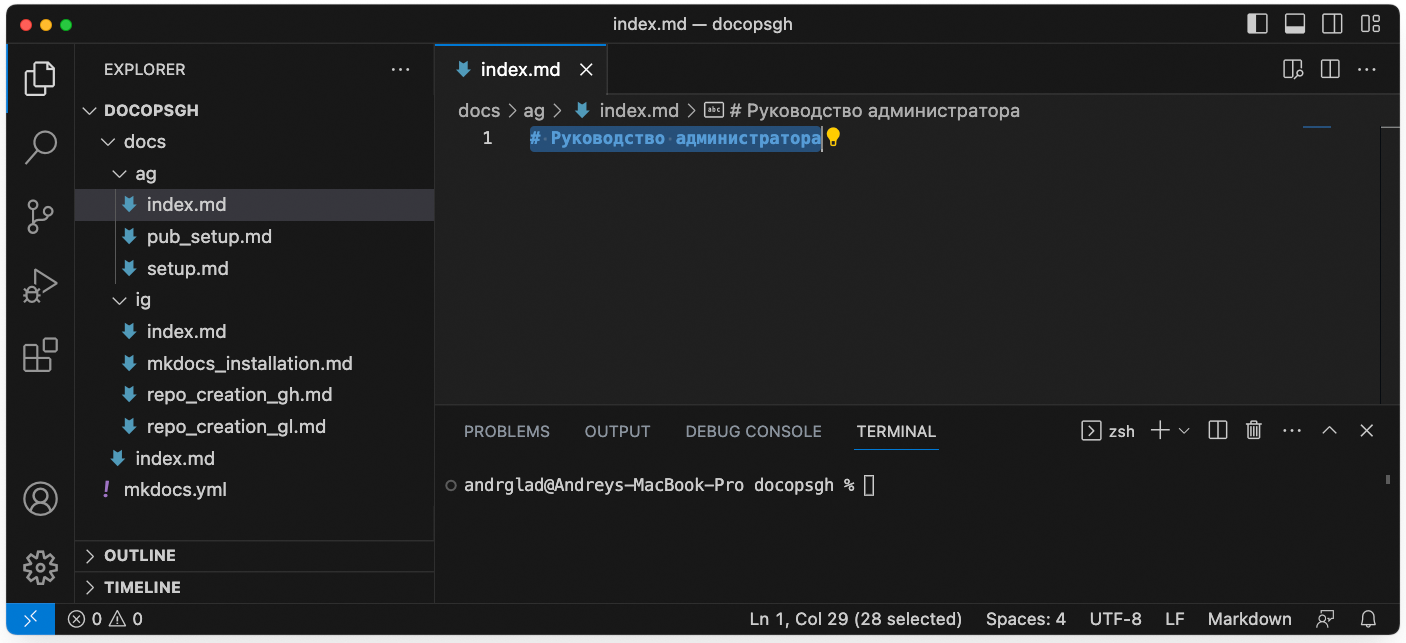 index.md — docopsgh
EXPLORER
DOCOPSGH
docs
ag
index.md
pub_setup.md
setup.md
ig
index.md
mkdocs_installation.md
repo_creation_gh.md
repo_creation_gl.md
index.md
mkdocs.yml
OUTLINE
TIMELINE
index.md
docs > ag > index.md > abc # Руководство администратора
1 # Руководство администратора
PROBLEMS OUTPUT DEBUG CONSOLE TERMINAL zsh
andrglad@Andreys-MacBook-Pro docopsgh %
0 0 Ln 1, Col 29 (28 selected) Spaces: 4 UTF-8 LF Markdown